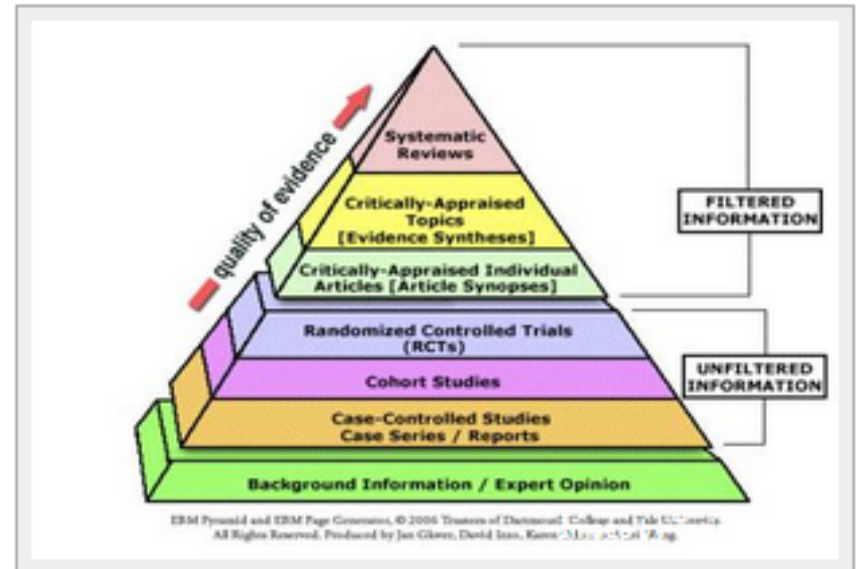 quality of evidence
Systematic
Reviews
Critically-Appraised
Topics
[Evidence Syntheses]
Critically-Appraised Individual
Articles [Article Synopses]
FILTERED
INFORMATION
Randomized Controlled Trials
(RCTs)
Cohort Studies
Case-Controlled Studies
Case Series / Reports
UNFILTERED
INFORMATION
Background Information / Expert Opinion
EBM Pyramid and EBM Page Generator, © 2006 Trustees of Dartmouth College and Yale University.
All Rights Reserved. Produced by Jan Glover, David Izzo, Karen